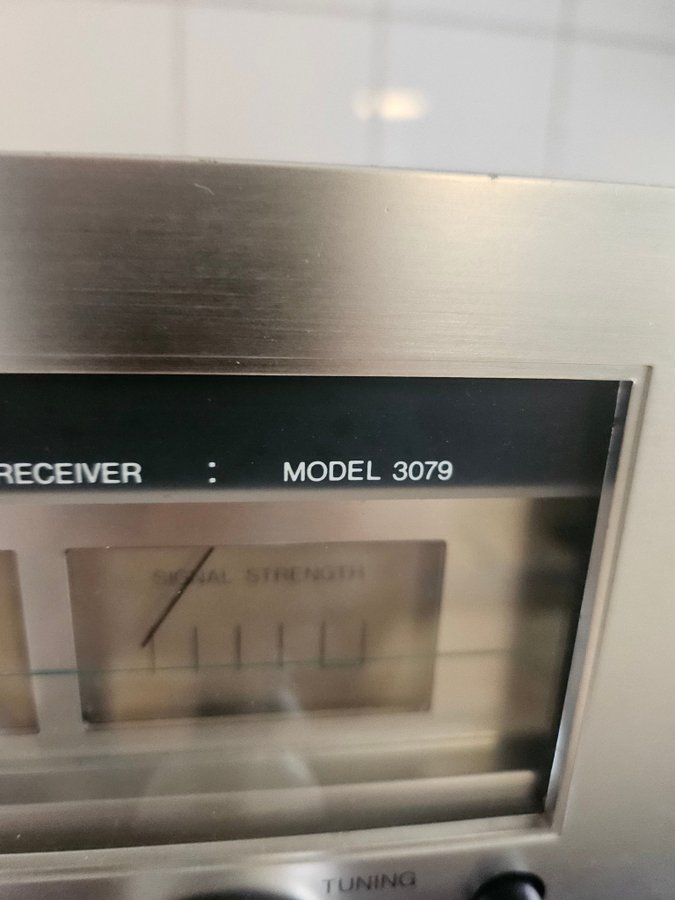 RECEIVER : MODEL 3079
SIGNAL STRENGTH
TUNING